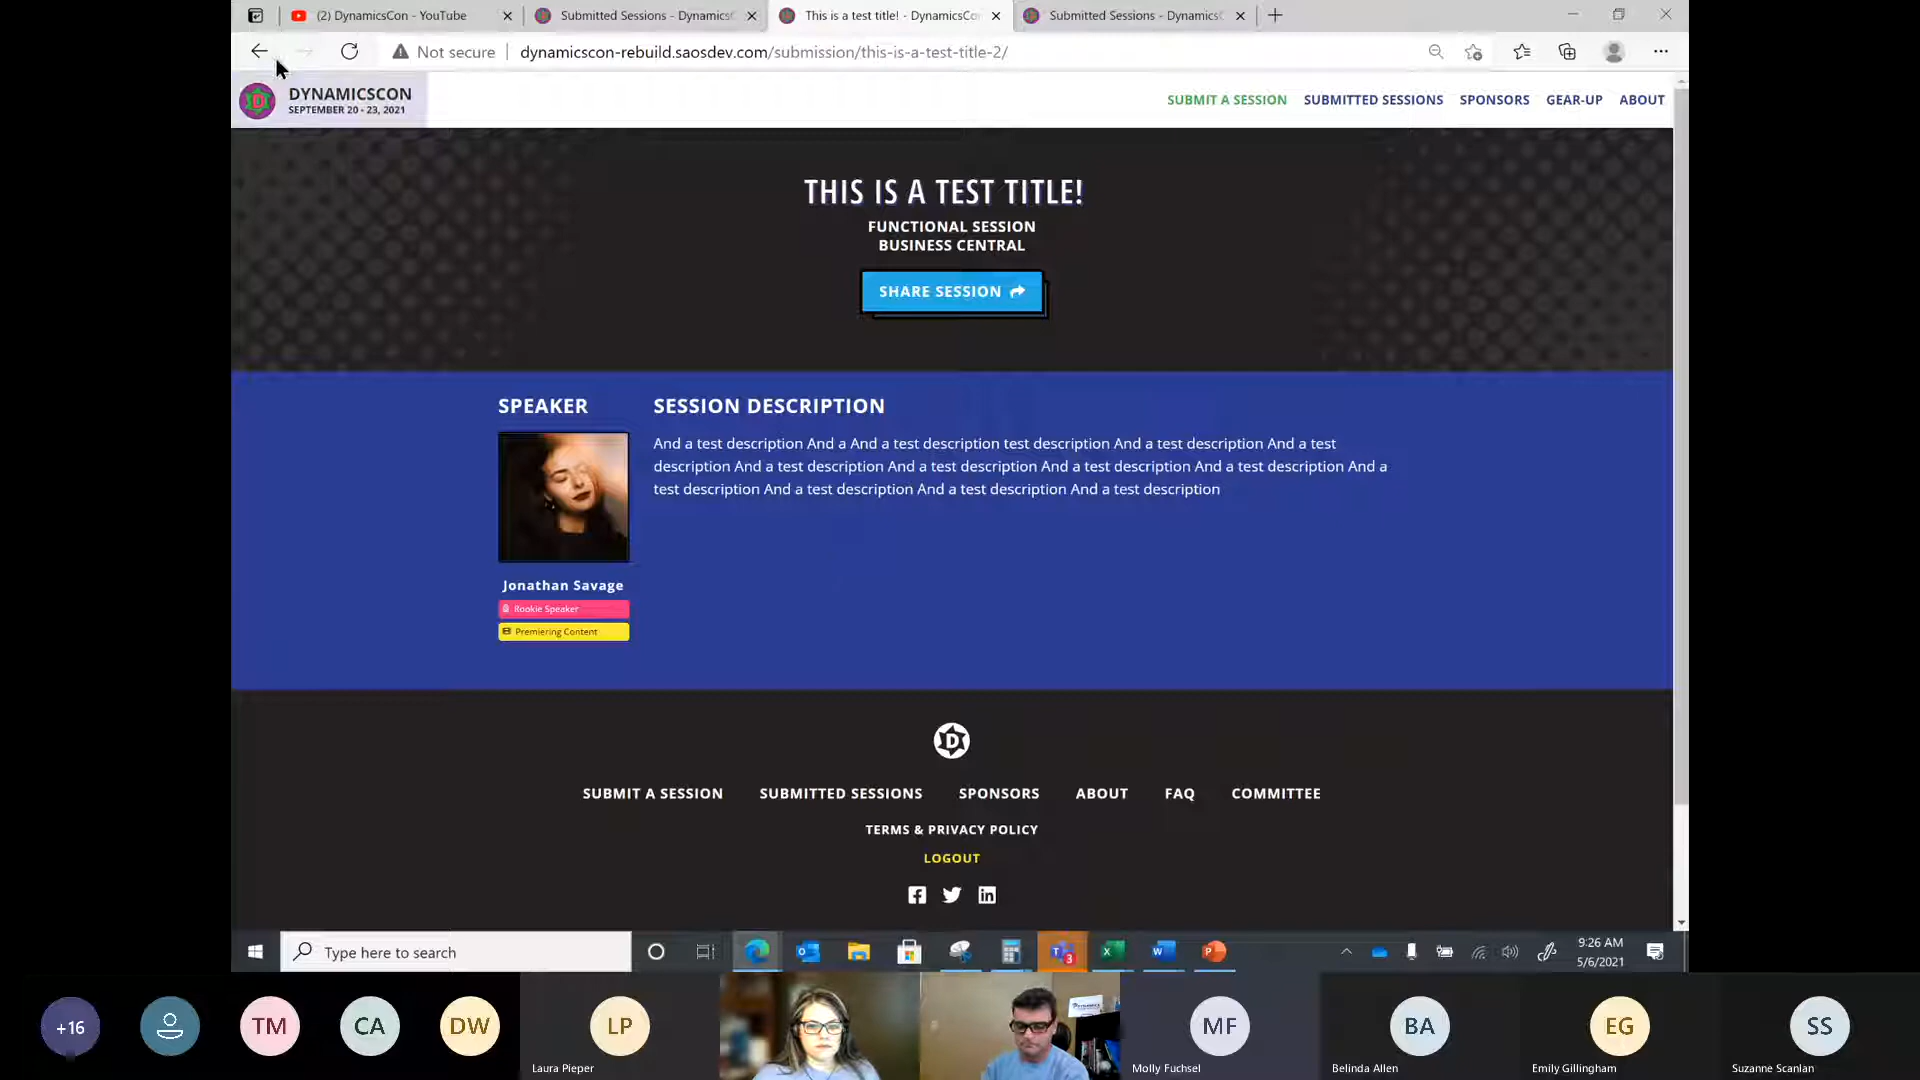 (2) DynamicsCon - YouTube
Submitted Sessions - DynamicsC
This is a test title! - DynamicsCo
Submitted Sessions - DynamicsC
Not secure
dynamicscon-rebuild.saosdev.com/submission/this-is-a-test-title-2/
DYNAMICSCON
SEPTEMBER 20 - 23, 2021
SUBMIT A SESSION
SUBMITTED SESSIONS
SPONSORS
GEAR-UP
ABOUT
THIS IS A TEST TITLE!
FUNCTIONAL SESSION
BUSINESS CENTRAL
SHARE SESSION
SPEAKER
Jonathan Savage
Rookie Speaker
Premiering Content
SESSION DESCRIPTION
And a test description And a And a test description test description And a test description And a test
description And a test description And a test description And a test description And a test description And a
test description And a test description And a test description And a test description
D
SUBMIT A SESSION
SUBMITTED SESSIONS
SPONSORS
ABOUT
FAQ
COMMITTEE
TERMS & PRIVACY POLICY
LOGOUT
Type here to search
3
9:26 AM
5/6/2021
+16
TM
CA
DW
LP
Laura Pieper
MF
Molly Fuchsel
BA
Belinda Allen
EG
Emily Gillingham
SS
Suzanne Scanlan